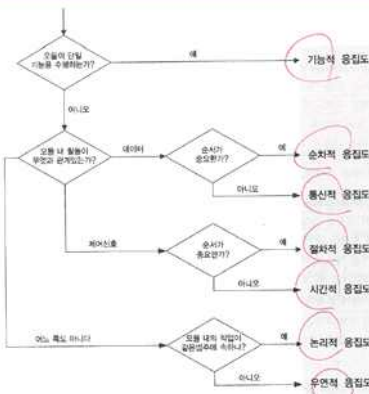 모듈이 단일
기능을 수행하는가?
예
기능적 응집도
아니오
모듈 내 활동이
무엇과 관계있는가?
데이터
순서가
중요한가?
예
순차적 응집도
아니오
통신적 응집도
제어신호
순서가
중요한가?
예
절차적 응집도
아니오
시간적 응집도
어느 쪽도 아니다
모듈 내의 작업이
같은범주에 속하나?
예
논리적 응집도
아니오
우연적 응집도